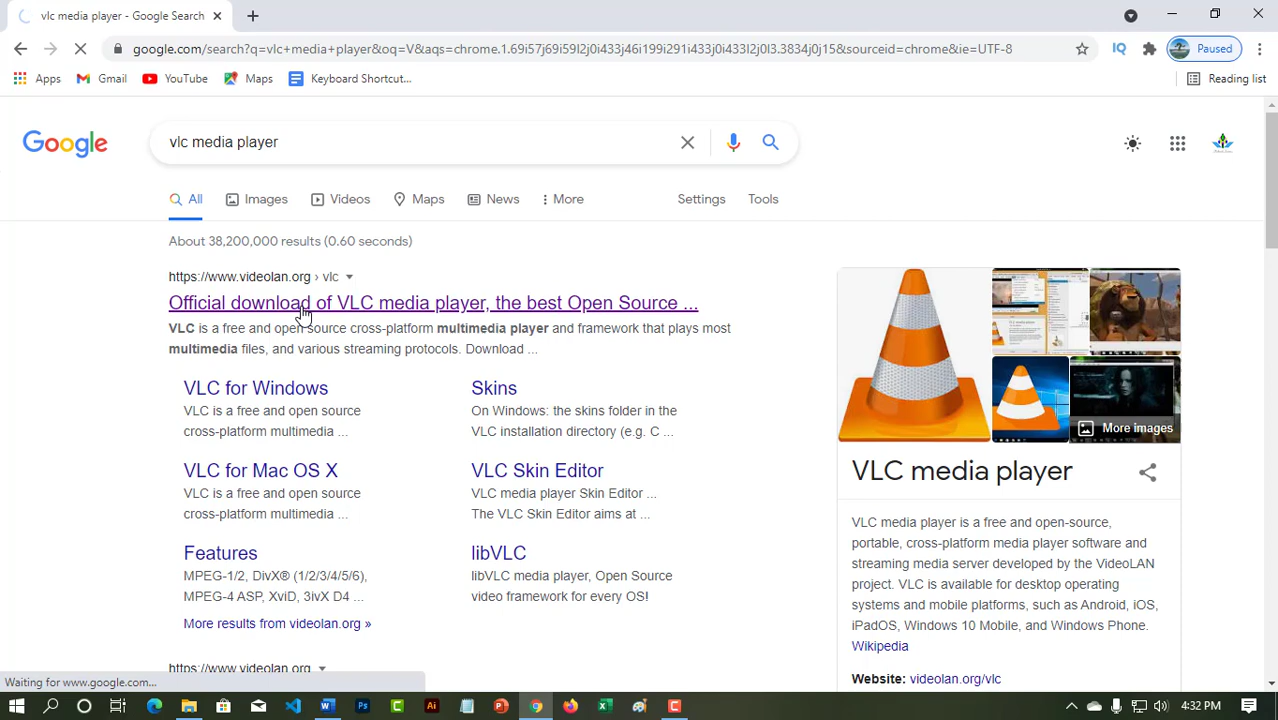 vlc media player - Google Search
google.com/search?q=vlc+media+player&oq=V&aqs=chrome.1.69i57j69i59l2j0i433j46i199i291i433j0i433l2j0l3.3834j0j15&sourceid=chrome&ie=UTF-8
IQ
Paused
Apps
Gmail
YouTube
Maps
Keyboard Shortcut...
Reading list
Google
vlc media player
All
Images
Videos
Maps
News
More
Settings
Tools
About 38,200,000 results (0.60 seconds)
https://www.videolan.org › vlc
Official download of VLC media player, the best Open Source ...
VLC is a free and open source cross-platform multimedia player and framework that plays most
multimedia files, and various streaming protocols. Download ...
VLC for Windows
VLC is a free and open source
cross-platform multimedia ...
Skins
On Windows: the skins folder in the
VLC installation directory (e.g. C ...
VLC for Mac OS X
VLC is a free and open source
cross-platform multimedia ...
VLC Skin Editor
VLC media player Skin Editor ...
The VLC Skin Editor aims at ...
Features
MPEG-1/2, DivX® (1/2/3/4/5/6),
MPEG-4 ASP, XviD, 3ivX D4 ...
libVLC
libVLC media player, Open Source
video framework for every OS!
More results from videolan.org »
https://www.videolan.org
More images
VLC media player
VLC media player is a free and open-source,
portable, cross-platform media player software and
streaming media server developed by the VideoLAN
project. VLC is available for desktop operating
systems and mobile platforms, such as Android, iOS,
iPadOS, Windows 10 Mobile, and Windows Phone.
Wikipedia
Website: videolan.org/vlc
Waiting for www.google.com...
Ps
Ai
4:32 PM